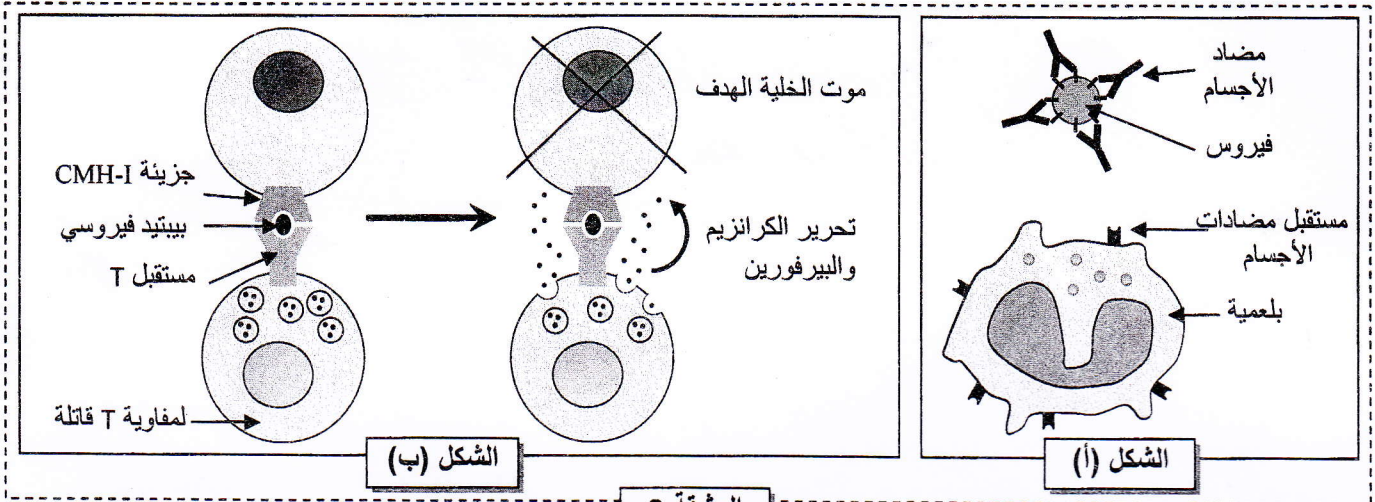 مضاد
الأجسام
فيروس
مستقبل مضادات
الأجسام
بلعمية
الشكل (أ)
موت الخلية الهدف
جزيئة CMH-I
بيبتيد فيروسي
مستقبل T
تحرير الكرانزيم
والبيرفورين
لمفاوية T قاتلة
الشكل (ب)